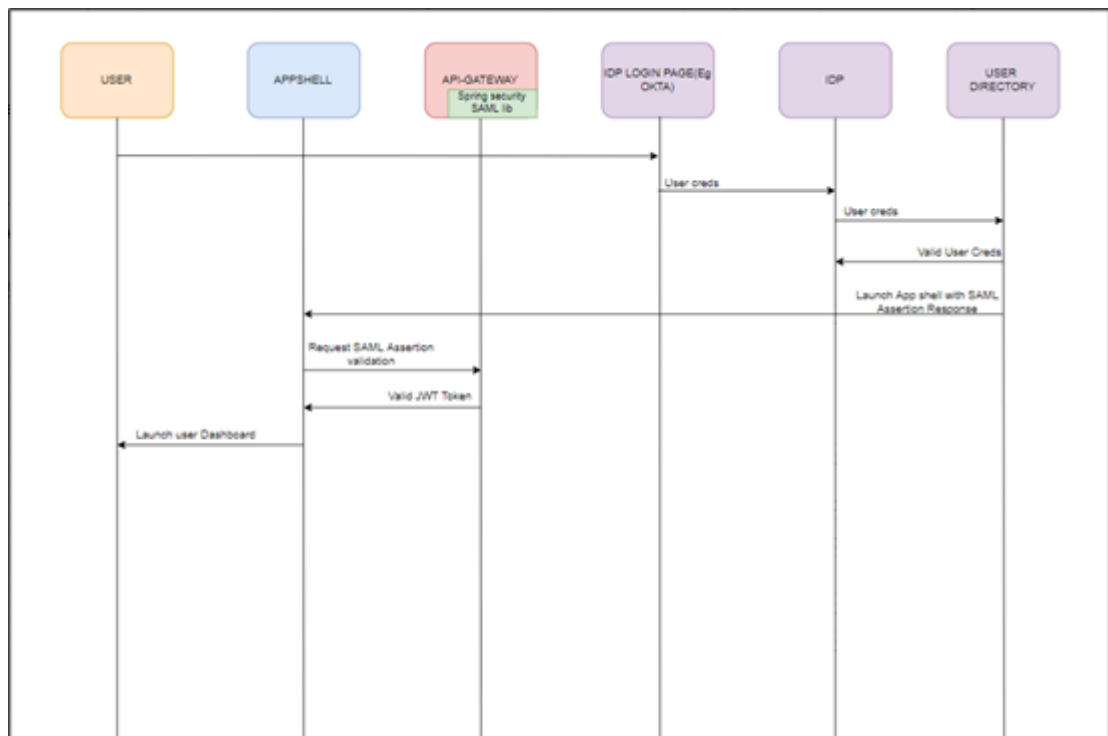 USER
APPSHELL
API-GATEWAY
Spring security
SAML lib
IDP LOGIN PAGE(Eg
OKTA)
IDP
USER
DIRECTORY
User creds
User creds
Valid User Creds
Launch App shell with SAML
Assertion Response
Request SAML Assertion
validation
Valid JWT Token
Launch user Dashboard